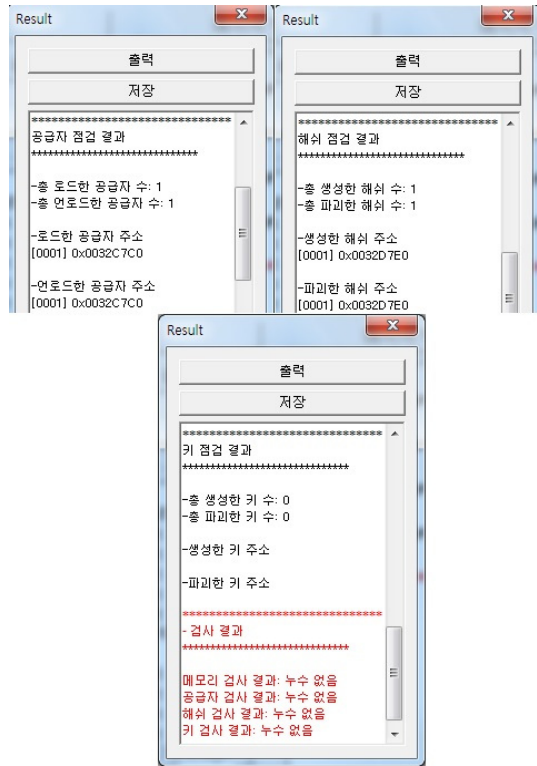 Result
출력
저장
******************************
공급자 점검 결과
*****************************
-총 로드한 공급자 수: 1
-총 언로드한 공급자 수: 1
-로드한 공급자 주소
[0001] 0x0032C7C0
-언로드한 공급자 주소
[0001] 0x0032C7C0
Result
출력
저장
******************************
해쉬 점검 결과
*****************************
-총 생성한 해쉬 수: 1
-총 파괴한 해쉬 수: 1
-생성한 해쉬 주소
[0001] 0x0032D7E0
-파괴한 해쉬 주소
[0001] 0x0032D7E0
Result
출력
저장
******************************
키 점검 결과
*****************************
-총 생성한 키 수: 0
-총 파괴한 키 수: 0
-생성한 키 주소
-파괴한 키 주소
******************************
- 검사 결과
*****************************
메모리 검사 결과: 누수 없음
공급자 검사 결과: 누수 없음
해쉬 검사 결과: 누수 없음
키 검사 결과: 누수 없음